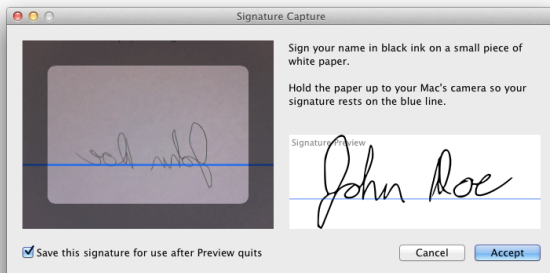 Signature Capture
Sign your name in black ink on a small piece of
white paper.
Hold the paper up to your Mac's camera so your
signature rests on the blue line.
John Doe
Signature Preview
John Doe
Save this signature for use after Preview quits
Cancel
Accept